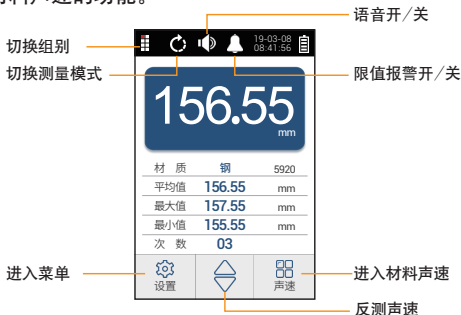 料声速的功能。
语音开/关
切换组别
19-03-08
08:41:56
切换测量模式
限值报警开/关
156.55
mm
材 质 钢 5920
平均值 156.55 mm
最大值 157.55 mm
最小值 155.55 mm
次 数 03
进入菜单
设置
声速
进入材料声速
反测声速